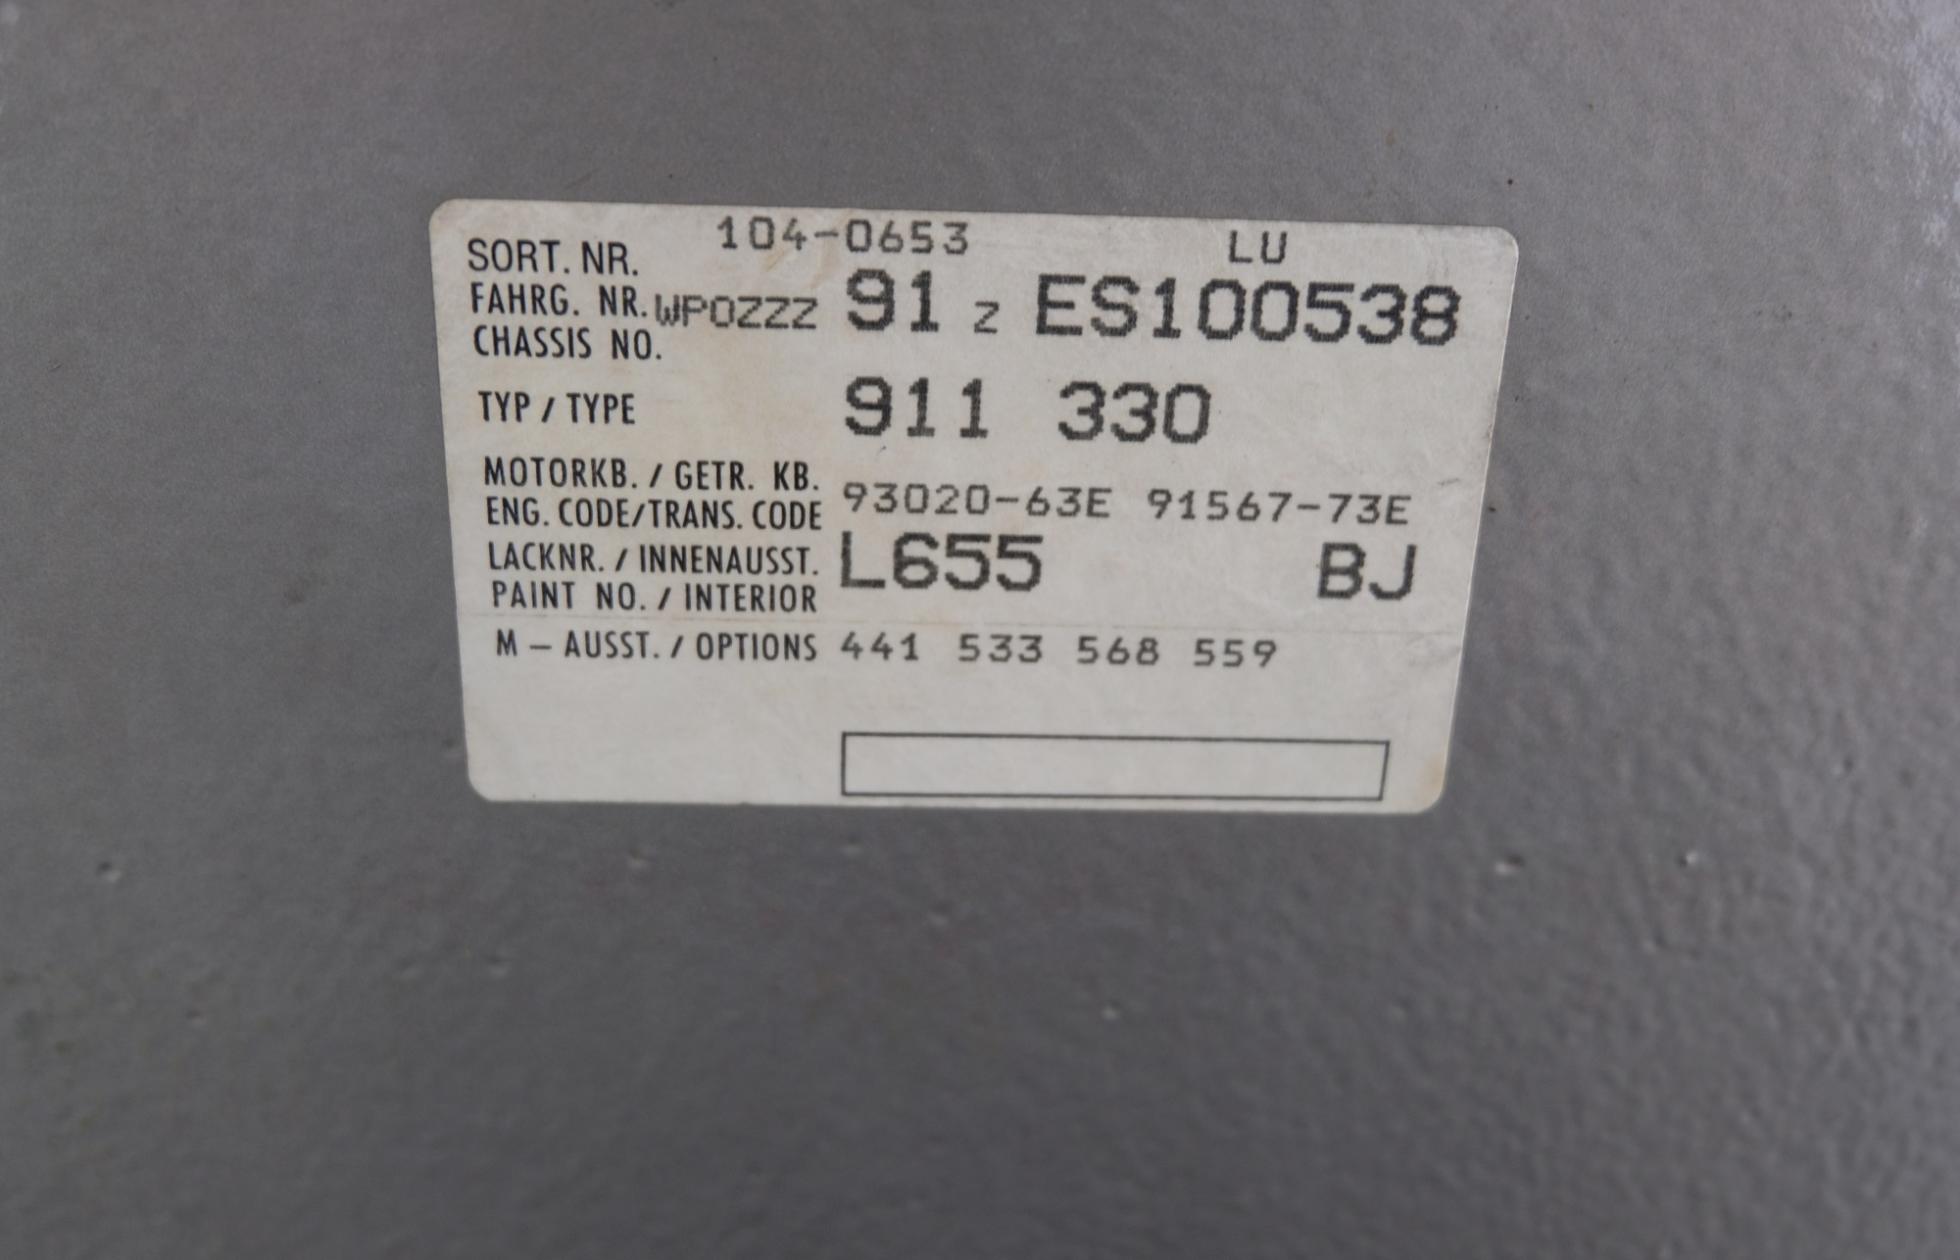 104-0653 LU
SORT. NR.
FAHRG. NR. WP0ZZZ 91 Z ES100538
CHASSIS NO.
TYP / TYPE 911 330
MOTORKB. / GETR. KB.
ENG. CODE/TRANS. CODE 93020-63E 91567-73E
LACKNR. / INNENAUSST. L655 BJ
PAINT NO. / INTERIOR
M – AUSST. / OPTIONS 441 533 568 559